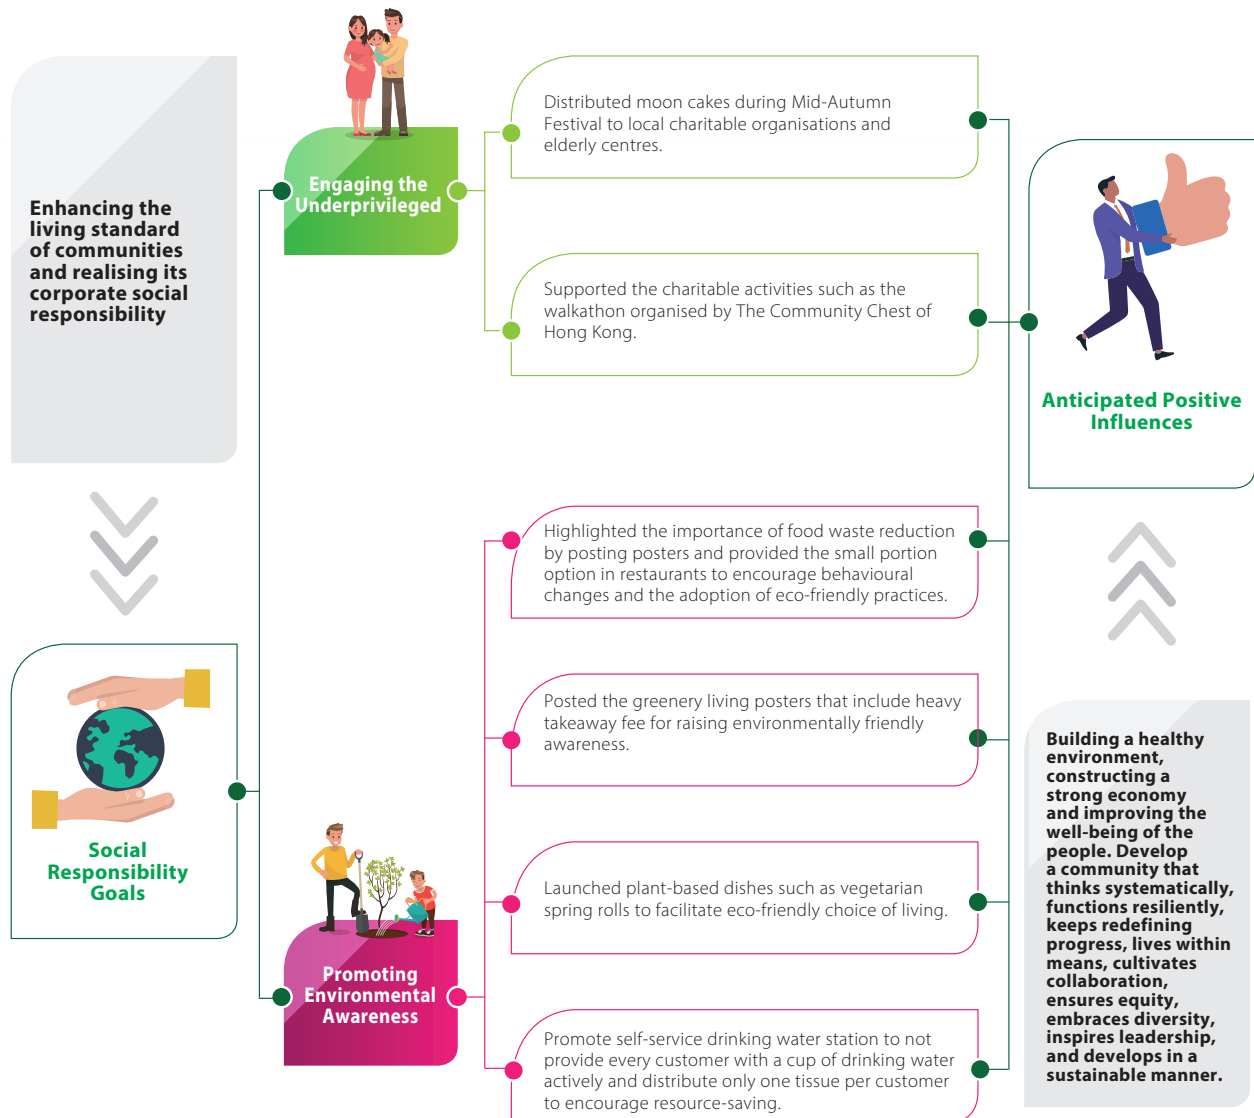 Enhancing the
living standard
of communities
and realising its
corporate social
responsibility
Social
Responsibility
Goals
Engaging the
Underprivileged
Distributed moon cakes during Mid-Autumn
Festival to local charitable organisations and
elderly centres.
Supported the charitable activities such as the
walkathon organised by The Community Chest of
Hong Kong.
Promoting
Environmental
Awareness
Highlighted the importance of food waste reduction
by posting posters and provided the small portion
option in restaurants to encourage behavioural
changes and the adoption of eco-friendly practices.
Posted the greenery living posters that include heavy
takeaway fee for raising environmentally friendly
awareness.
Launched plant-based dishes such as vegetarian
spring rolls to facilitate eco-friendly choice of living.
Promote self-service drinking water station to not
provide every customer with a cup of drinking water
actively and distribute only one tissue per customer
to encourage resource-saving.
Anticipated Positive
Influences
Building a healthy
environment,
constructing a
strong economy
and improving the
well-being of the
people. Develop
a community that
thinks systematically,
functions resiliently,
keeps redefining
progress, lives within
means, cultivates
collaboration,
ensures equity,
embraces diversity,
inspires leadership,
and develops in a
sustainable manner.